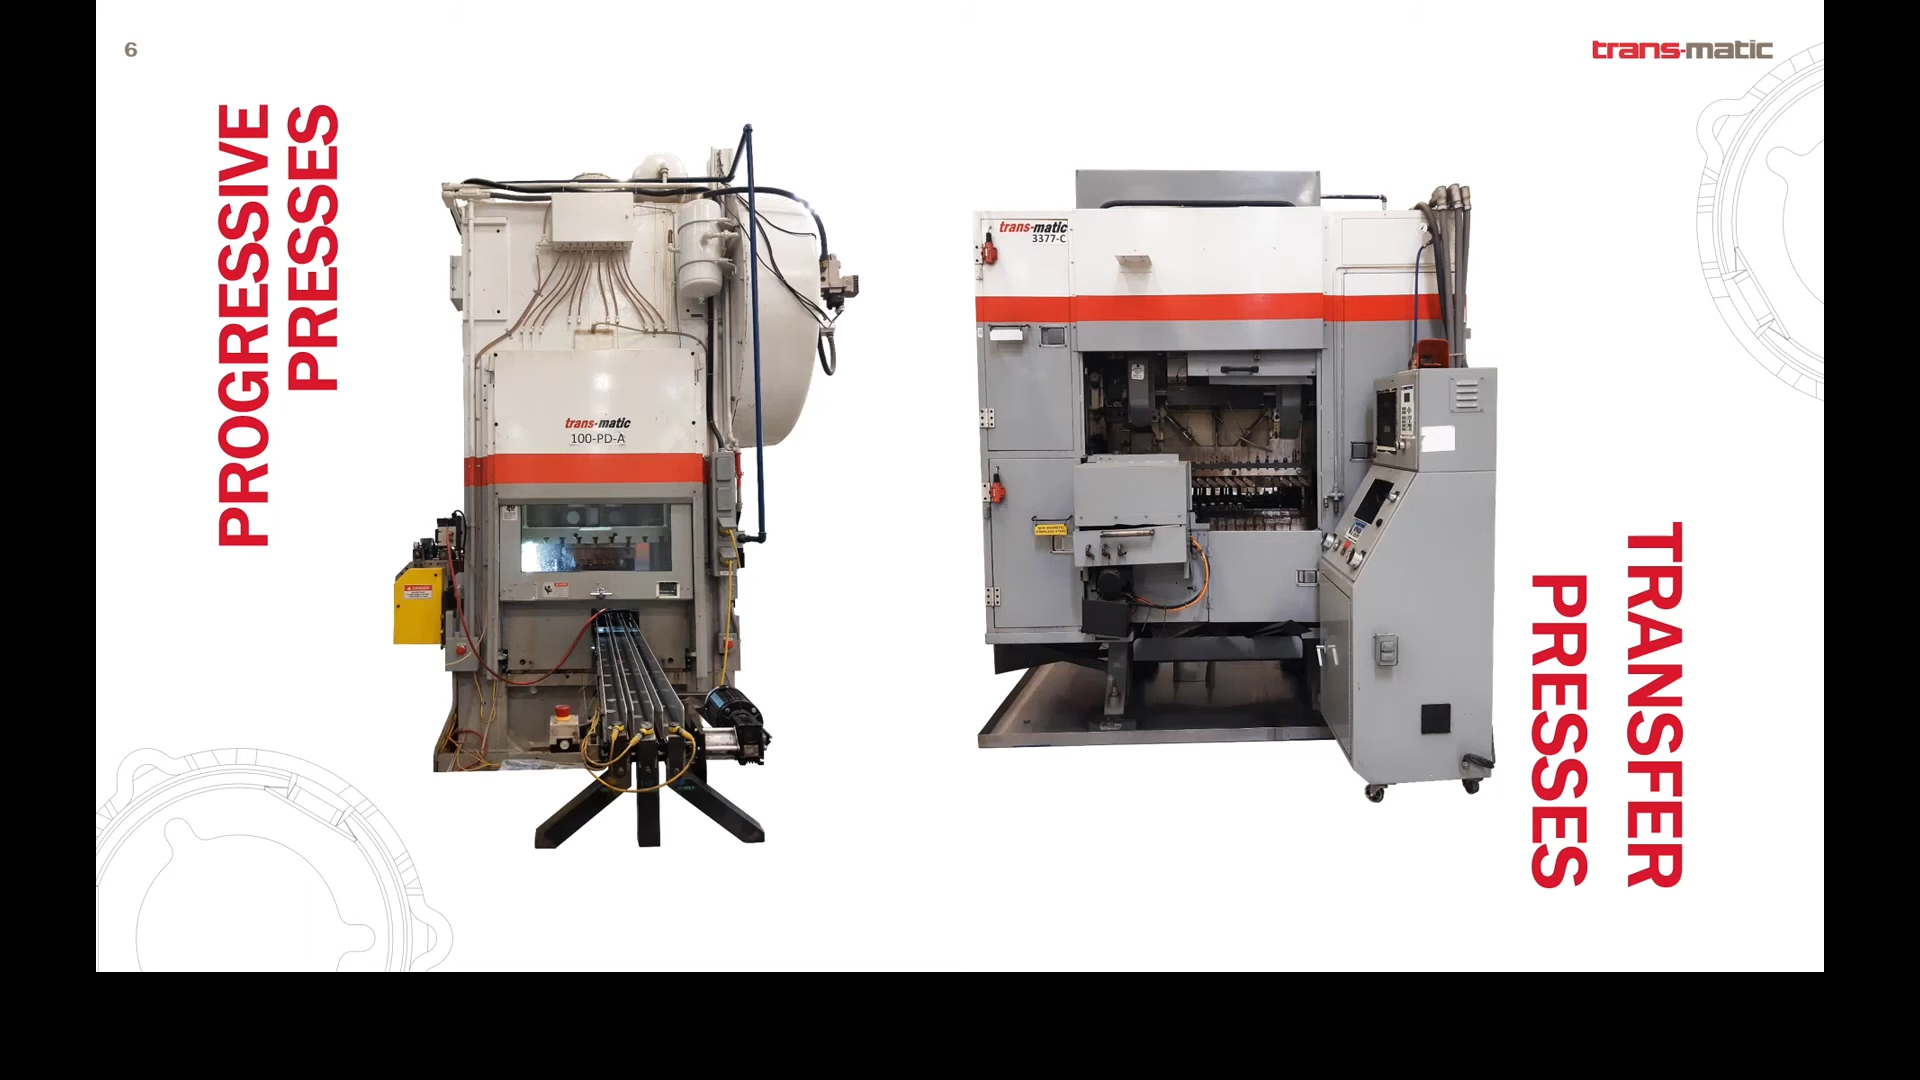 6
trans-matic
PROGRESSIVE
PRESSES
trans-matic
100-PD-A
trans-matic
3377-C
TRANSFER
PRESSES